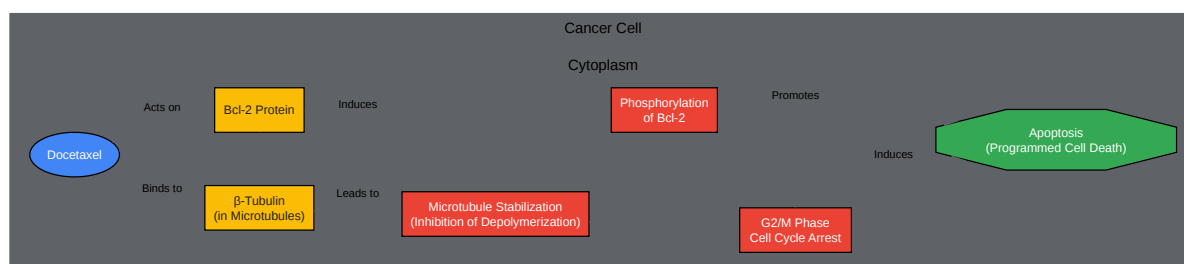 Cancer Cell
Cytoplasm
Docetaxel
Acts on
Bcl-2 Protein
Induces
Phosphorylation
of Bcl-2
Promotes
Binds to
β-Tubulin
(in Microtubules)
Leads to
Microtubule Stabilization
(Inhibition of Depolymerization)
G2/M Phase
Cell Cycle Arrest
Induces
Apoptosis
(Programmed Cell Death)